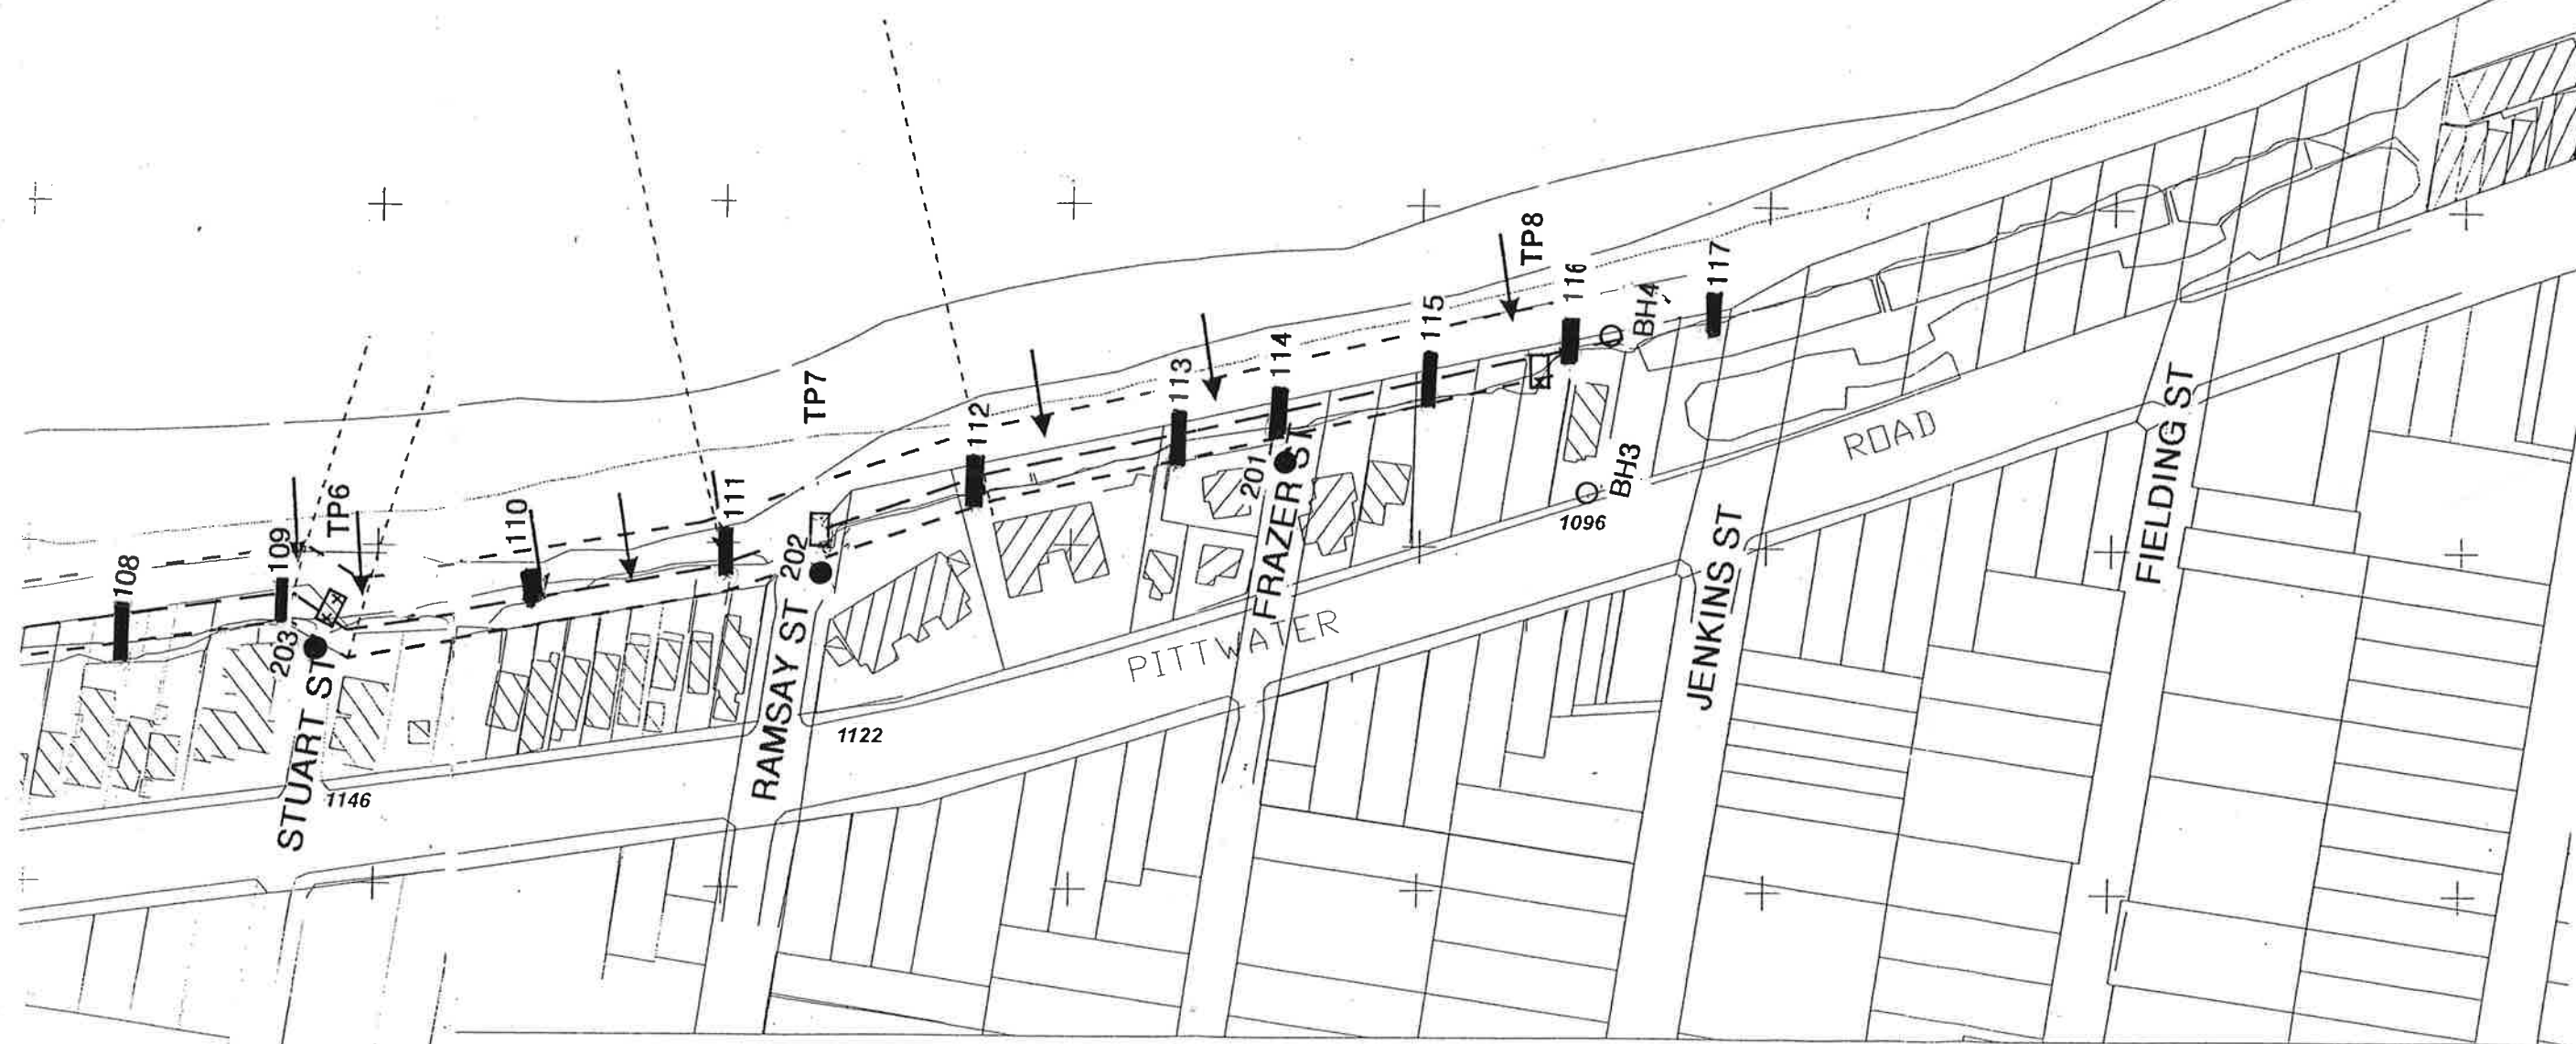 108
109
TP6
110
111
TP7
112
113
114
115
TP8
116
BH4
117
203
STUART ST
1146
202
RAMSAY ST
1122
201
FRAZER ST
PITTWATER
ROAD
BH3
1096
JENKINS ST
FIELDING ST